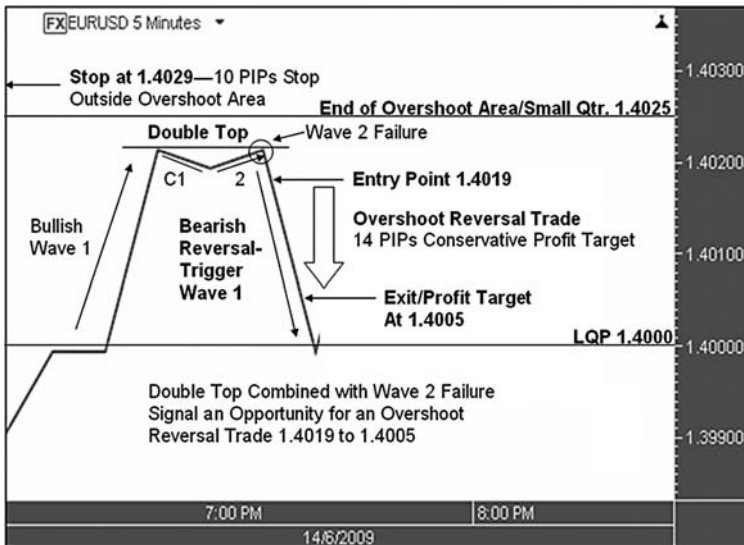 FX EURUSD 5 Minutes
Stop at 1.4029—10 PIPs Stop
Outside Overshoot Area
End of Overshoot Area/Small Qtr. 1.4025
Double Top
Wave 2 Failure
C1
2
Entry Point 1.4019
Bullish
Wave 1
Bearish
Reversal-
Trigger
Wave 1
Overshoot Reversal Trade
14 PIPs Conservative Profit Target
Exit/Profit Target
At 1.4005
LQP 1.4000
Double Top Combined with Wave 2 Failure
Signal an Opportunity for an Overshoot
Reversal Trade 1.4019 to 1.4005
1.40300
1.40200
1.40100
1.40000
1.39900
7:00 PM
8:00 PM
14/6/2009